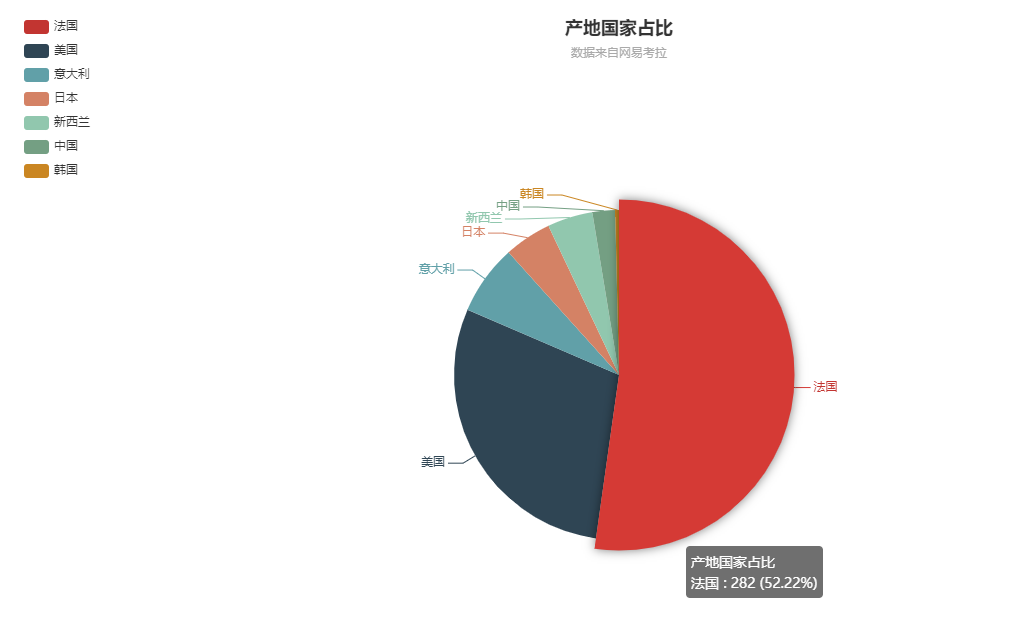 产地国家占比
数据来自网易考拉
法国
美国
意大利
日本
新西兰
中国
韩国
韩国
中国
新西兰
日本
意大利
法国
美国
产地国家占比
法国 : 282 (52.22%)